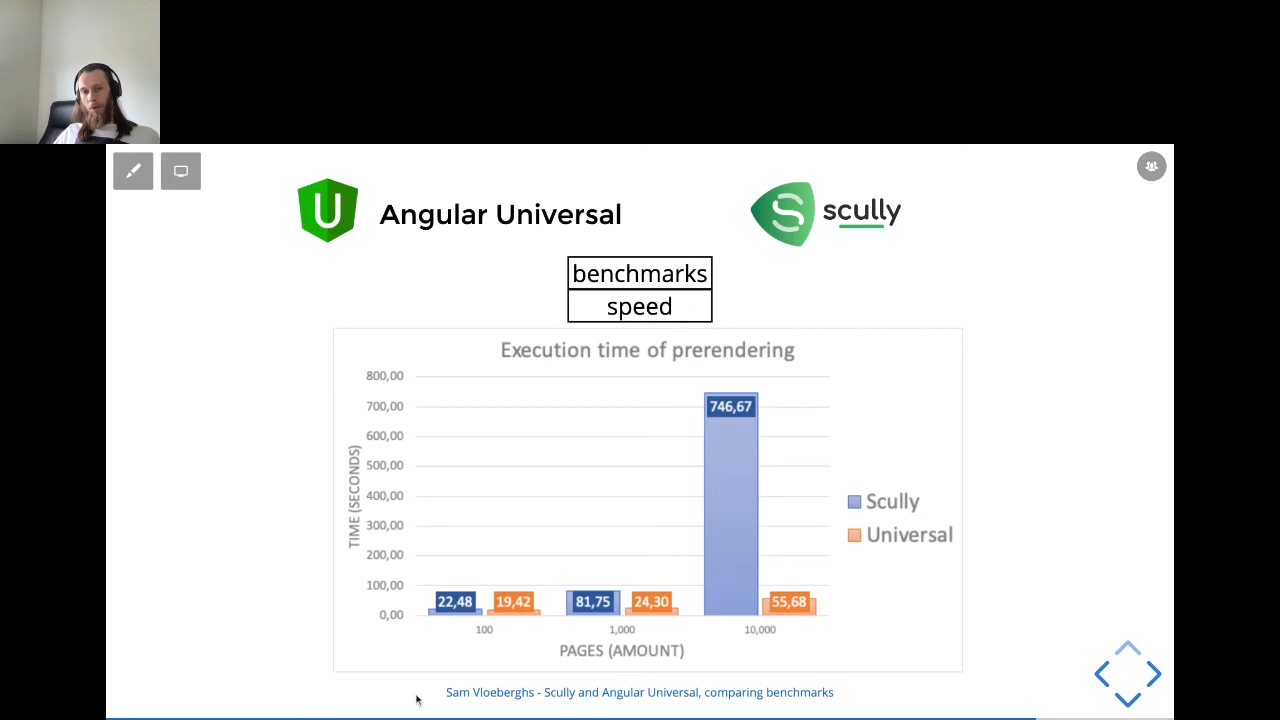 Angular Universal
scully
benchmarks
speed
Execution time of prerendering
800,00
700,00
600,00
500,00
400,00
300,00
200,00
100,00
0,00
TIME (SECONDS)
22,48
19,42
81,75
24,30
746,67
55,68
100
1,000
10,000
PAGES (AMOUNT)
Scully
Universal
Sam Vloeberghs - Scully and Angular Universal, comparing benchmarks